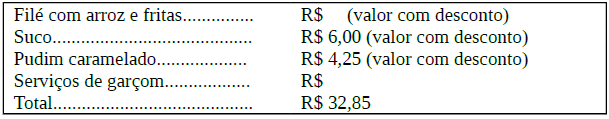 Filé com arroz e fritas............... R$ (valor com desconto)
Suco.......................................... R$ 6,00 (valor com desconto)
Pudim caramelado................... R$ 4,25 (valor com desconto)
Serviços de garçom.................. R$
Total.......................................... R$ 32,85